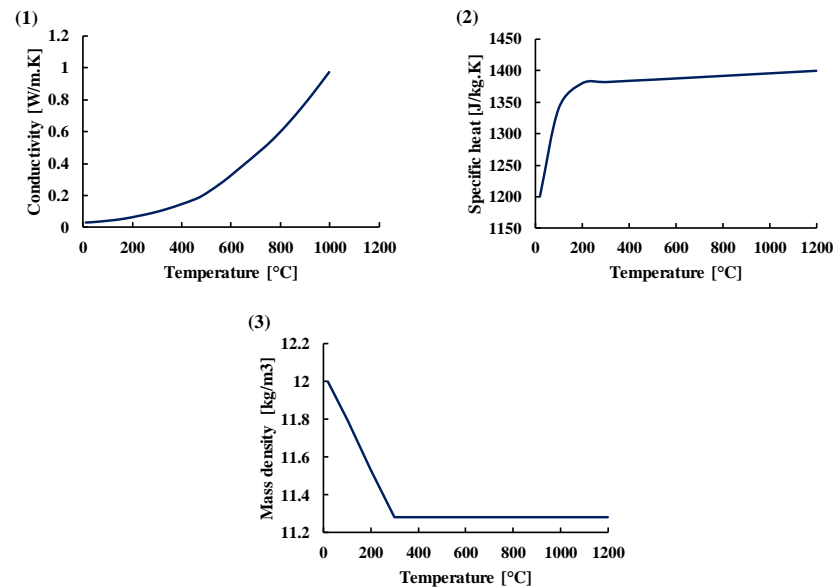 (1)
1.2
1
0.8
0.6
0.4
0.2
0
Conductivity [W/m.K]
0 200 400 600 800 1000 1200
Temperature [°C]
(2)
1450
1400
1350
1300
1250
1200
1150
Specific heat [J/kg.K]
0 200 400 600 800 1000 1200
Temperature [°C]
(3)
12.2
12
11.8
11.6
11.4
11.2
Mass density [kg/m3]
0 200 400 600 800 1000 1200
Temperature [°C]